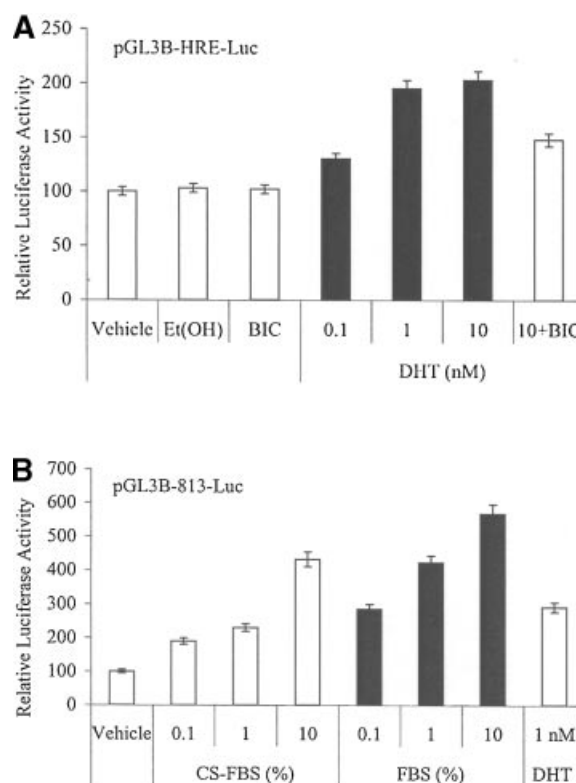 A
pGL3B-HRE-Luc
Relative Luciferase Activity
250
200
150
100
50
0
Vehicle Et(OH) BIC 0.1 1 10 10+BIC
DHT (nM)
B
pGL3B-813-Luc
Relative Luciferase Activity
700
600
500
400
300
200
100
0
Vehicle 0.1 1 10 0.1 1 10 1 nM
CS-FBS (%) FBS (%) DHT